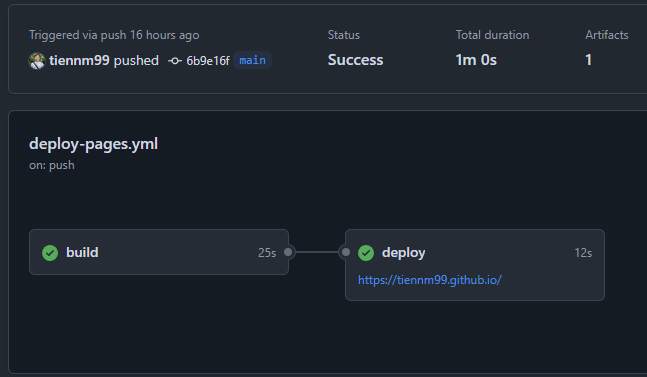 Triggered via push 16 hours ago
Status
Total duration
Artifacts
tiennm99 pushed 6b9e16f main
Success
1m 0s
1
deploy-pages.yml
on: push
build 25s
deploy 12s
https://tiennm99.github.io/